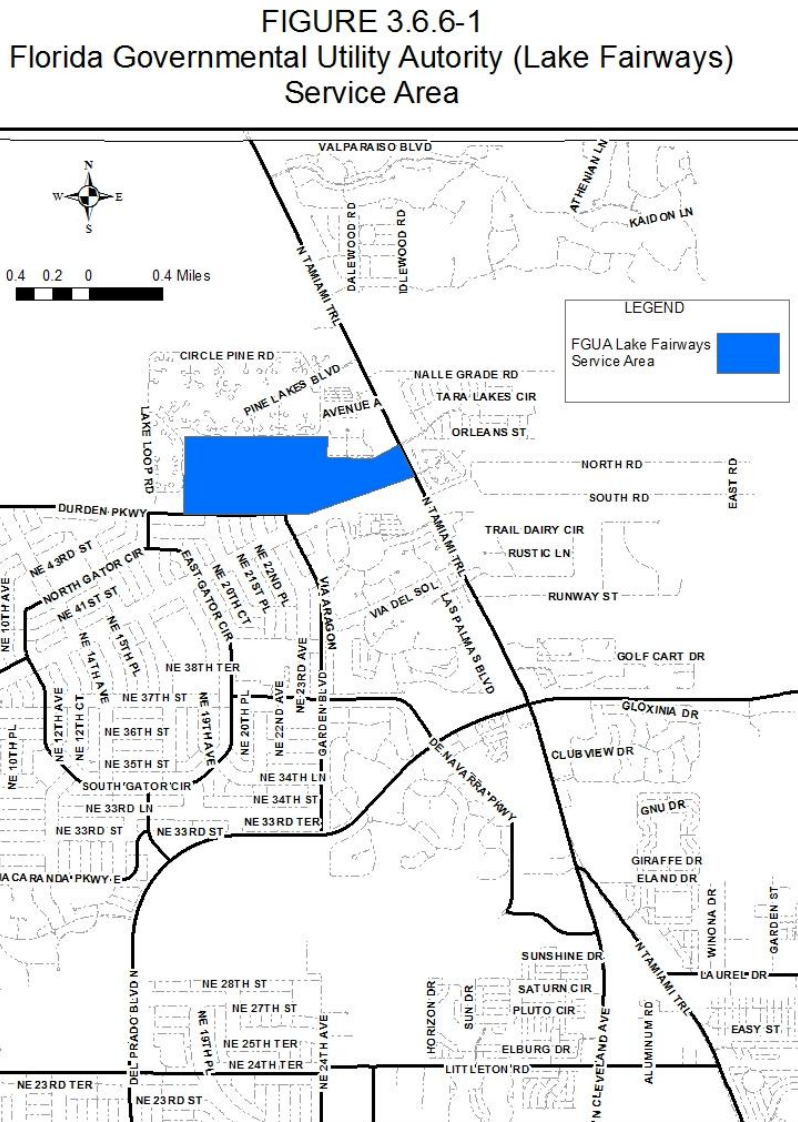 FIGURE 3.6.6-1
Florida Governmental Utility Autority (Lake Fairways)
Service Area
VALPARAISO BLVD
ATHENIAN LN
KAIDON LN
N
W
E
S
DALEWOOD RD
IDLEWOOD RD
N TAMIAMI TRL
0.4 0.2 0 0.4 Miles
LEGEND
FGUA Lake Fairways
Service Area
CIRCLE PINE RD
PINE LAKES BLVD
NALLE GRADE RD
TARA LAKES CIR
AVENUE A
ORLEANS ST
LAKE LOOP RD
NORTH RD
EAST RD
SOUTH RD
DURDEN PKWY
N TAMIAMI TRL
TRAIL DAIRY CIR
RUSTIC LN
NE 43RD ST
NORTH GATOR CIR
EAST GATOR CIR
NE 20TH CT
NE 21ST PL
NE 22ND PL
NE 41ST ST
NE 10TH AVE
VIA ARAGON
VIA DEL SOL
LAS PALMAS BLVD
RUNWAY ST
NE 15TH PL
NE 14TH AVE
NE 38TH TER
NE 23RD AVE
GOLF CART DR
NE 12TH AVE
NE 12TH CT
NE 37TH ST
NE 19TH AVE
NE 20TH PL
NE 22ND AVE
GARDEN BLVD
GLOXINIA DR
NE 10TH PL
NE 36TH ST
NE 35TH ST
DE NAVARRA PKWY
CLUBVIEW DR
SOUTH GATOR CIR
NE 34TH LN
NE 33RD LN
NE 34TH ST
GNU DR
NE 33RD ST
NE 33RD ST
NE 33RD TER
GIRAFFE DR
ELAND DR
JACARANDA PKWY E
WINONA DR
GARDEN ST
SUNSHINE DR
N TAMIAMI TRL
LAUREL DR
DEL PRADO BLVD N
NE 28TH ST
HORIZON DR
SUN DR
SATURN CIR
NE 27TH ST
PLUTO CIR
NE 19TH PL
NE 24TH AVE
N CLEVELAND AVE
ALUMINUM RD
EASY ST
NE 25TH TER
ELBURG DR
NE 24TH TER
LITTLETON RD
NE 23RD TER
NE 23RD ST